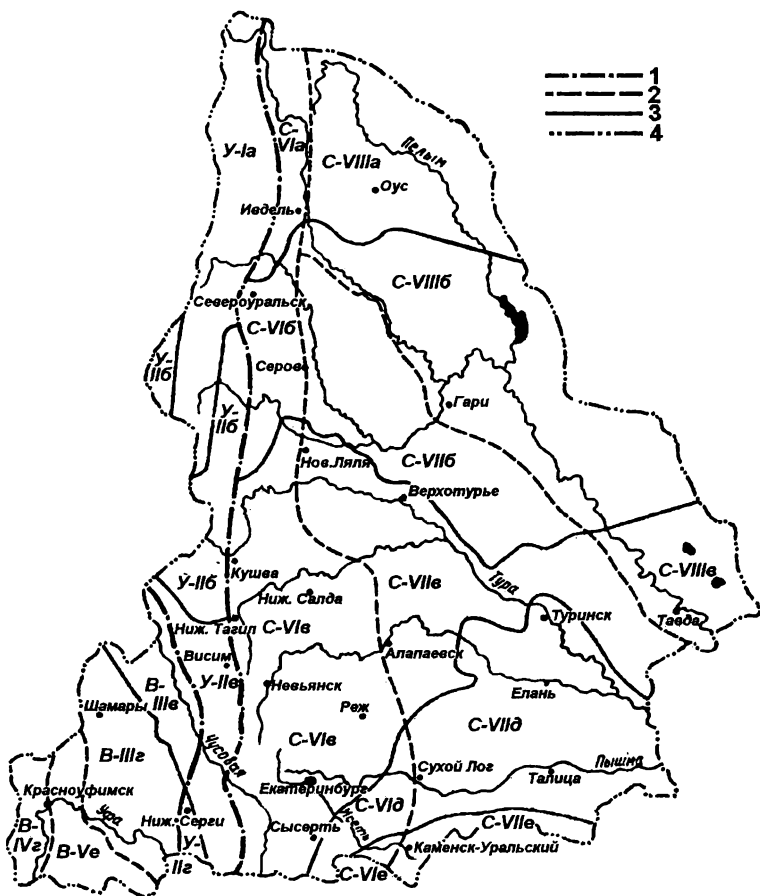 1
2
3
4
С-
VIа
У-Iа
С-VIIIа
Пелым
Оус
Ивдель
С-VIIIб
Североуральск
С-VIб
У-
IIб
Серов
У-
IIб
Гари
Нов.Ляля
С-VIIб
Верхотурье
Кушва
У-IIб
С-VIIв
Тура
С-VIIIв
Ниж. Салда
Туринск
Тавда
Ниж. Тагил
С-VIв
Висим
Алапаевск
У-IIв
В-
IIIв
Невьянск
Елань
Шамары
Реж
С-VIIд
Чусовая
В-IIIг
С-VIв
Сухой Лог
Пышма
Талица
Красноуфимск
Екатеринбург
Уфа
С-VIд
Исеть
Ниж. Серги
Сысерть
С-VIIе
В-
IVг
У-
IIг
Каменск-Уральский
В-Vе
С-VIе